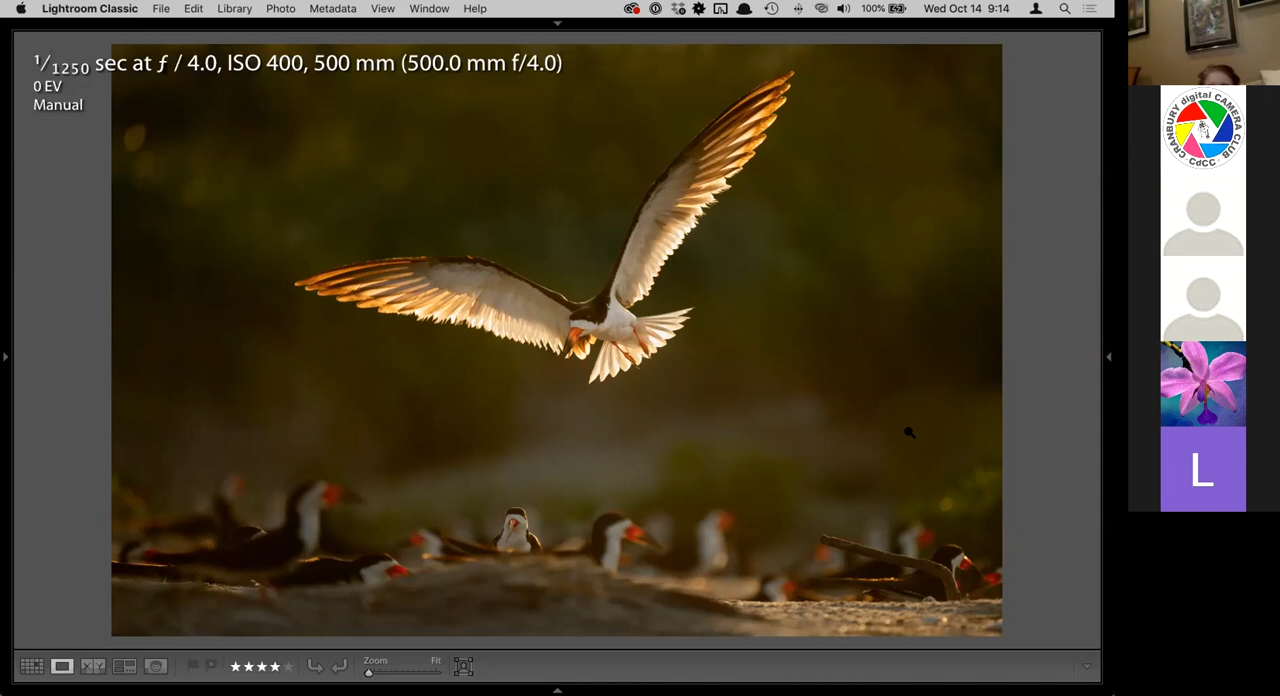 Lightroom Classic File Edit Library Photo Metadata View Window Help 100% Wed Oct 14 9:14
1/1250 sec at ƒ / 4.0, ISO 400, 500 mm (500.0 mm f/4.0)
0 EV
Manual
CRANBURY digital CAMERA CLUB
CdCC
L
Zoom Fit